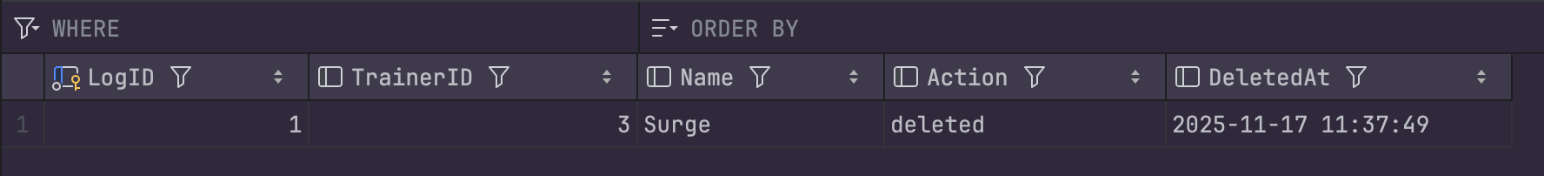 WHERE ORDER BY
LogID TrainerID Name Action DeletedAt
1 1 3 Surge deleted 2025-11-17 11:37:49